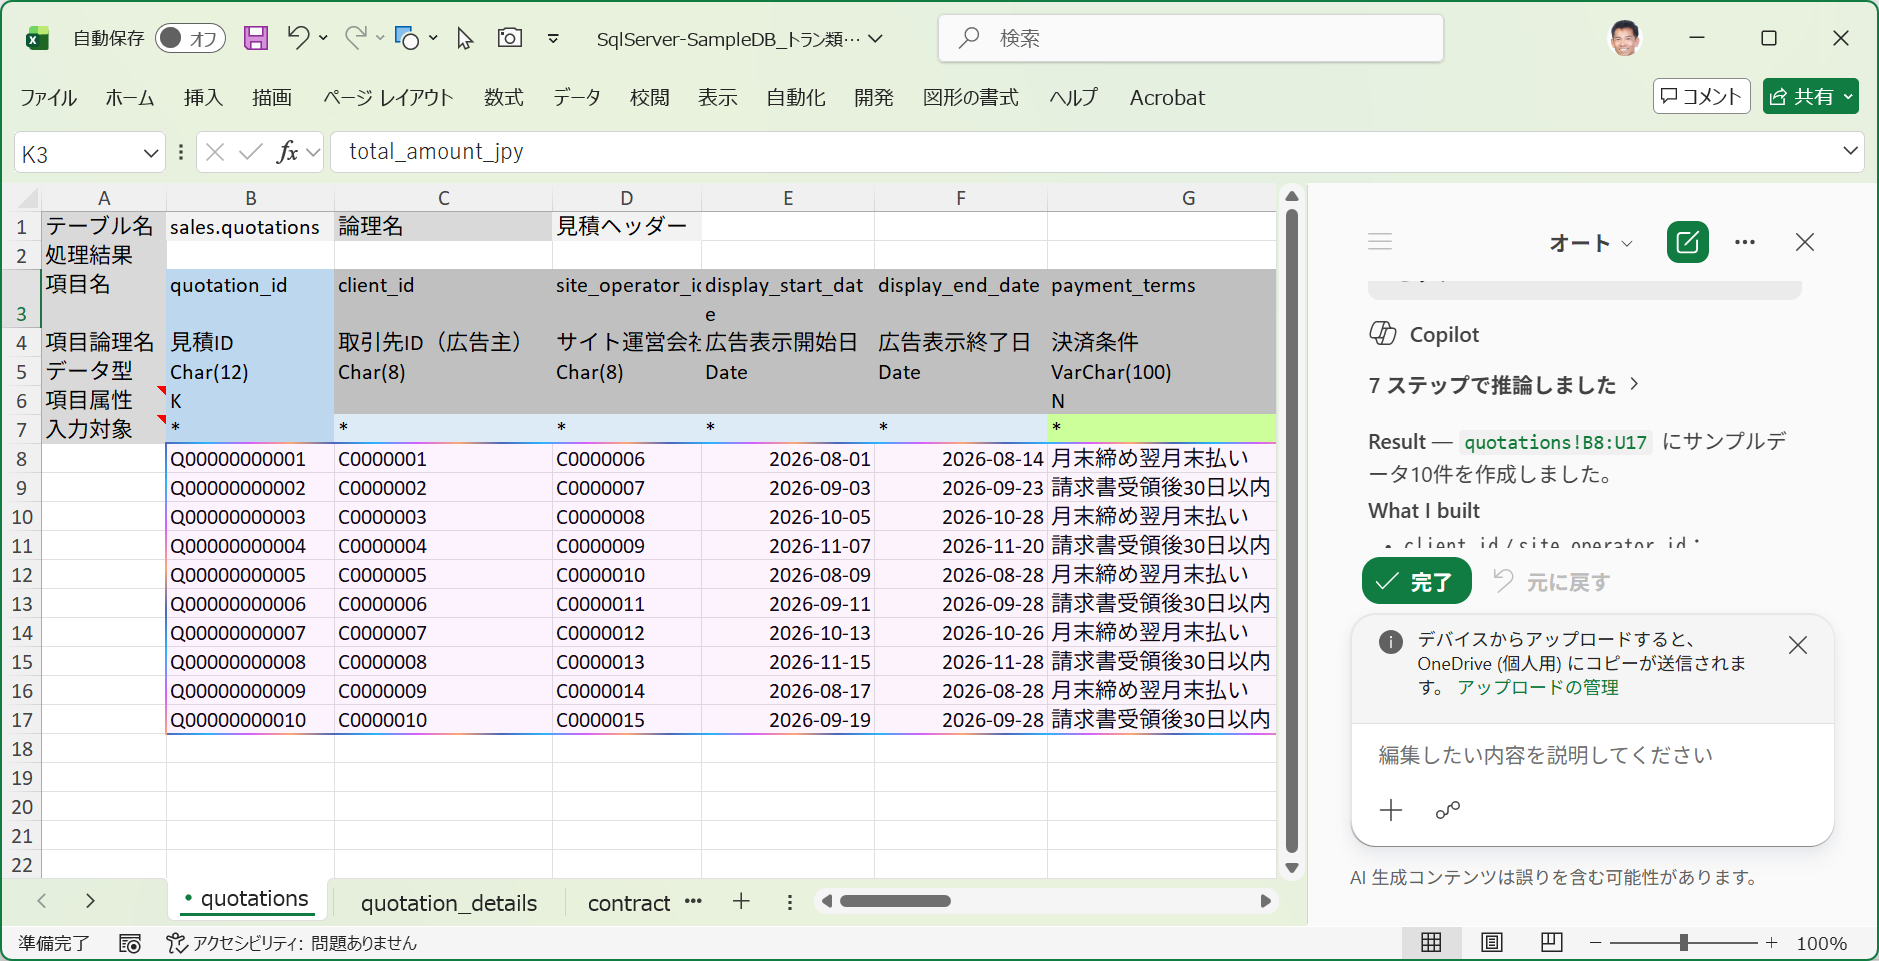 自動保存 オフ SqlServer-SampleDB_トラン類… 検索
ファイル ホーム 挿入 描画 ページ レイアウト 数式 データ 校閲 表示 自動化 開発 図形の書式 ヘルプ Acrobat コメント 共有
K3 fx total_amount_jpy
A B C D E F G
1 テーブル名 sales.quotations 論理名 見積ヘッダー
2 処理結果
3 項目名 quotation_id client_id site_operator_id display_start_date display_end_date payment_terms
4 項目論理名 見積ID 取引先ID（広告主） サイト運営会社 広告表示開始日 広告表示終了日 決済条件
5 データ型 Char(12) Char(8) Char(8) Date Date VarChar(100)
6 項目属性 K N
7 入力対象 * * * * * *
8 Q00000000001 C0000001 C0000006 2026-08-01 2026-08-14 月末締め翌月末払い
9 Q00000000002 C0000002 C0000007 2026-09-03 2026-09-23 請求書受領後30日以内
10 Q00000000003 C0000003 C0000008 2026-10-05 2026-10-28 月末締め翌月末払い
11 Q00000000004 C0000004 C0000009 2026-11-07 2026-11-20 請求書受領後30日以内
12 Q00000000005 C0000005 C0000010 2026-08-09 2026-08-28 月末締め翌月末払い
13 Q00000000006 C0000006 C0000011 2026-09-11 2026-09-28 請求書受領後30日以内
14 Q00000000007 C0000007 C0000012 2026-10-13 2026-10-26 月末締め翌月末払い
15 Q00000000008 C0000008 C0000013 2026-11-15 2026-11-28 請求書受領後30日以内
16 Q00000000009 C0000009 C0000014 2026-08-17 2026-08-28 月末締め翌月末払い
17 Q00000000010 C0000010 C0000015 2026-09-19 2026-09-28 請求書受領後30日以内
18
19
20
21
22
quotations quotation_details contract ···
準備完了 アクセシビリティ: 問題ありません 100%
オート
Copilot
7 ステップで推論しました
Result — quotations!B8:U17 にサンプルデ
ータ10件を作成しました。
What I built
• client_id / site_operator_id：
完了 元に戻す
デバイスからアップロードすると、
OneDrive (個人用) にコピーが送信されま
す。 アップロードの管理
編集したい内容を説明してください
AI 生成コンテンツは誤りを含む可能性があります。